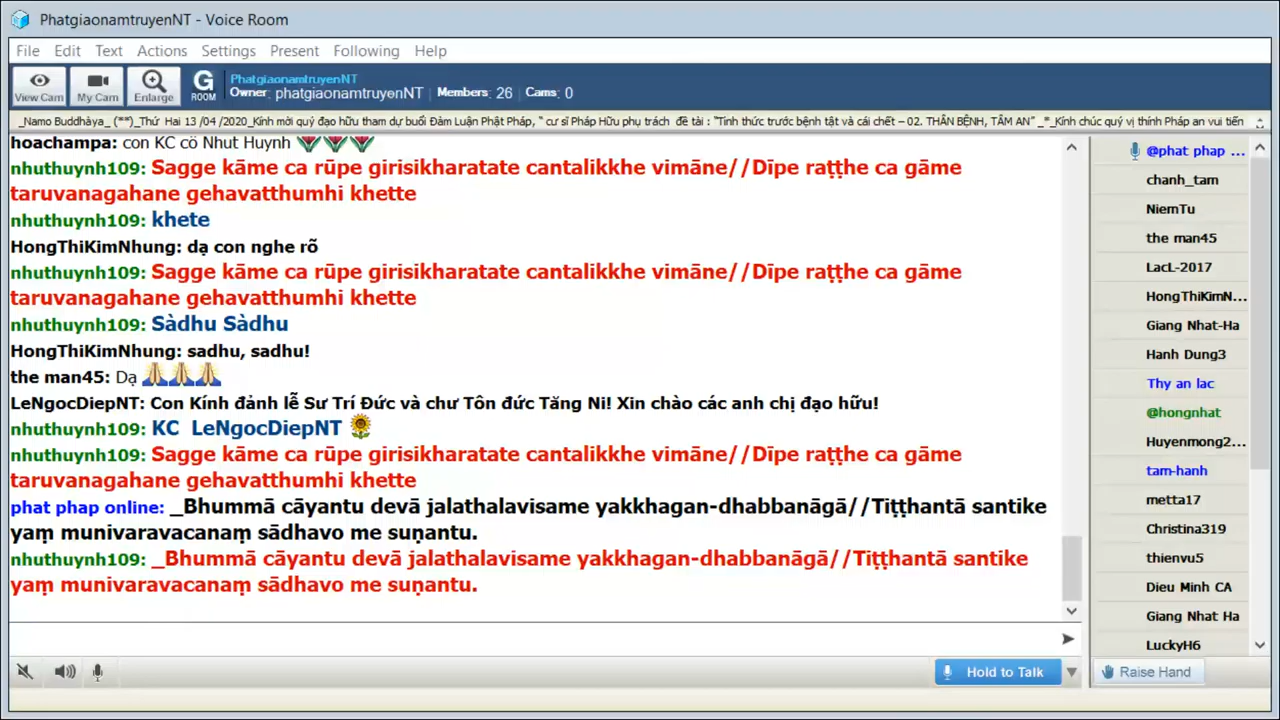 PhatgiaonamtruyenNT - Voice Room
File Edit Text Actions Settings Present Following Help
View Cam My Cam Enlarge G ROOM PhatgiaonamtruyenNT
Owner: phatgiaonamtruyenNT Members: 26 Cams: 0
_Namo Buddhàya_ (**)_Thứ Hai 13 /04 /2020_Kính mời quý đạo hữu tham dự buổi Đàm Luận Phật Pháp, “ cư sĩ Pháp Hữu phụ trách đề tài : “Tỉnh thức trước bệnh tật và cái chết – 02. THÂN BỆNH, TÂM AN” _*_Kính chúc quý vị thính Pháp an vui tiến
hoachampa: con KC cô Nhut Huynh
nhuthuynh109: Sagge kāme ca rūpe girisikharatate cantalikkhe vimāne//Dīpe raṭṭhe ca gāme
taruvanagahane gehavatthumhi khette
nhuthuynh109: khete
HongThiKimNhung: dạ con nghe rõ
nhuthuynh109: Sagge kāme ca rūpe girisikharatate cantalikkhe vimāne//Dīpe raṭṭhe ca gāme
taruvanagahane gehavatthumhi khette
nhuthuynh109: Sàdhu Sàdhu
HongThiKimNhung: sadhu, sadhu!
the man45: Dạ
LeNgocDiepNT: Con Kính đảnh lễ Sư Trí Đức và chư Tôn đức Tăng Ni! Xin chào các anh chị đạo hữu!
nhuthuynh109: KC LeNgocDiepNT
nhuthuynh109: Sagge kāme ca rūpe girisikharatate cantalikkhe vimāne//Dīpe raṭṭhe ca gāme
taruvanagahane gehavatthumhi khette
phat phap online: _Bhummā cāyantu devā jalathalavisame yakkhagan-dhabbanāgā//Tiṭṭhantā santike
yaṃ munivaravacanaṃ sādhavo me suṇantu.
nhuthuynh109: _Bhummā cāyantu devā jalathalavisame yakkhagan-dhabbanāgā//Tiṭṭhantā santike
yaṃ munivaravacanaṃ sādhavo me suṇantu.
@phat phap ...
chanh_tam
NiemTu
the man45
LacL-2017
HongThiKimN...
Giang Nhat-Ha
Hanh Dung3
Thy an lac
@hongnhat
Huyenmong2...
tam-hanh
metta17
Christina319
thienvu5
Dieu Minh CA
Giang Nhat Ha
LuckyH6
Hold to Talk
Raise Hand